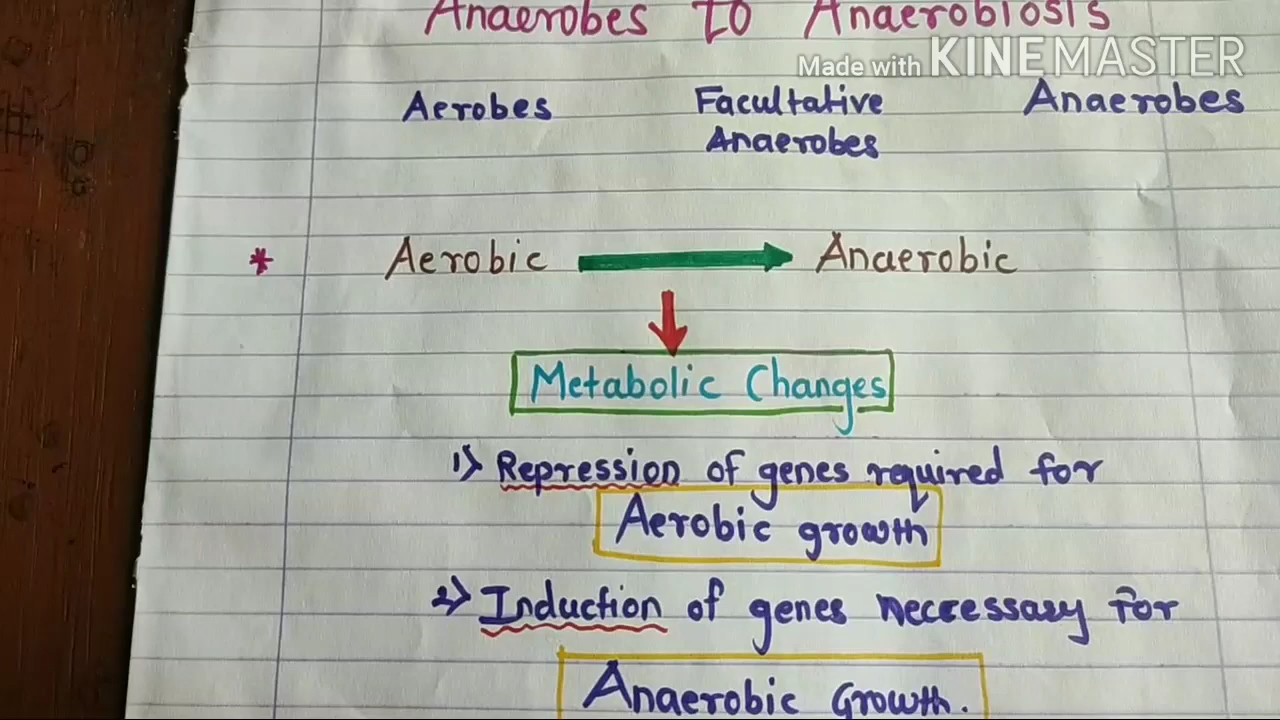 Anaerobes to Anaerobiosis
Made with KINEMASTER
Aerobes Facultative Anaerobes
Anaerobes
* Aerobic Anaerobic
Metabolic Changes
1) Repression of genes required for
Aerobic growth
2) Induction of genes neccessary for
Anaerobic Growth.